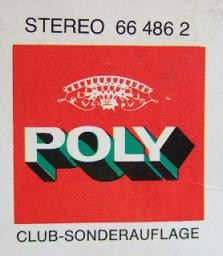 STEREO 66 486 2
POLY
CLUB-SONDERAUFLAGE